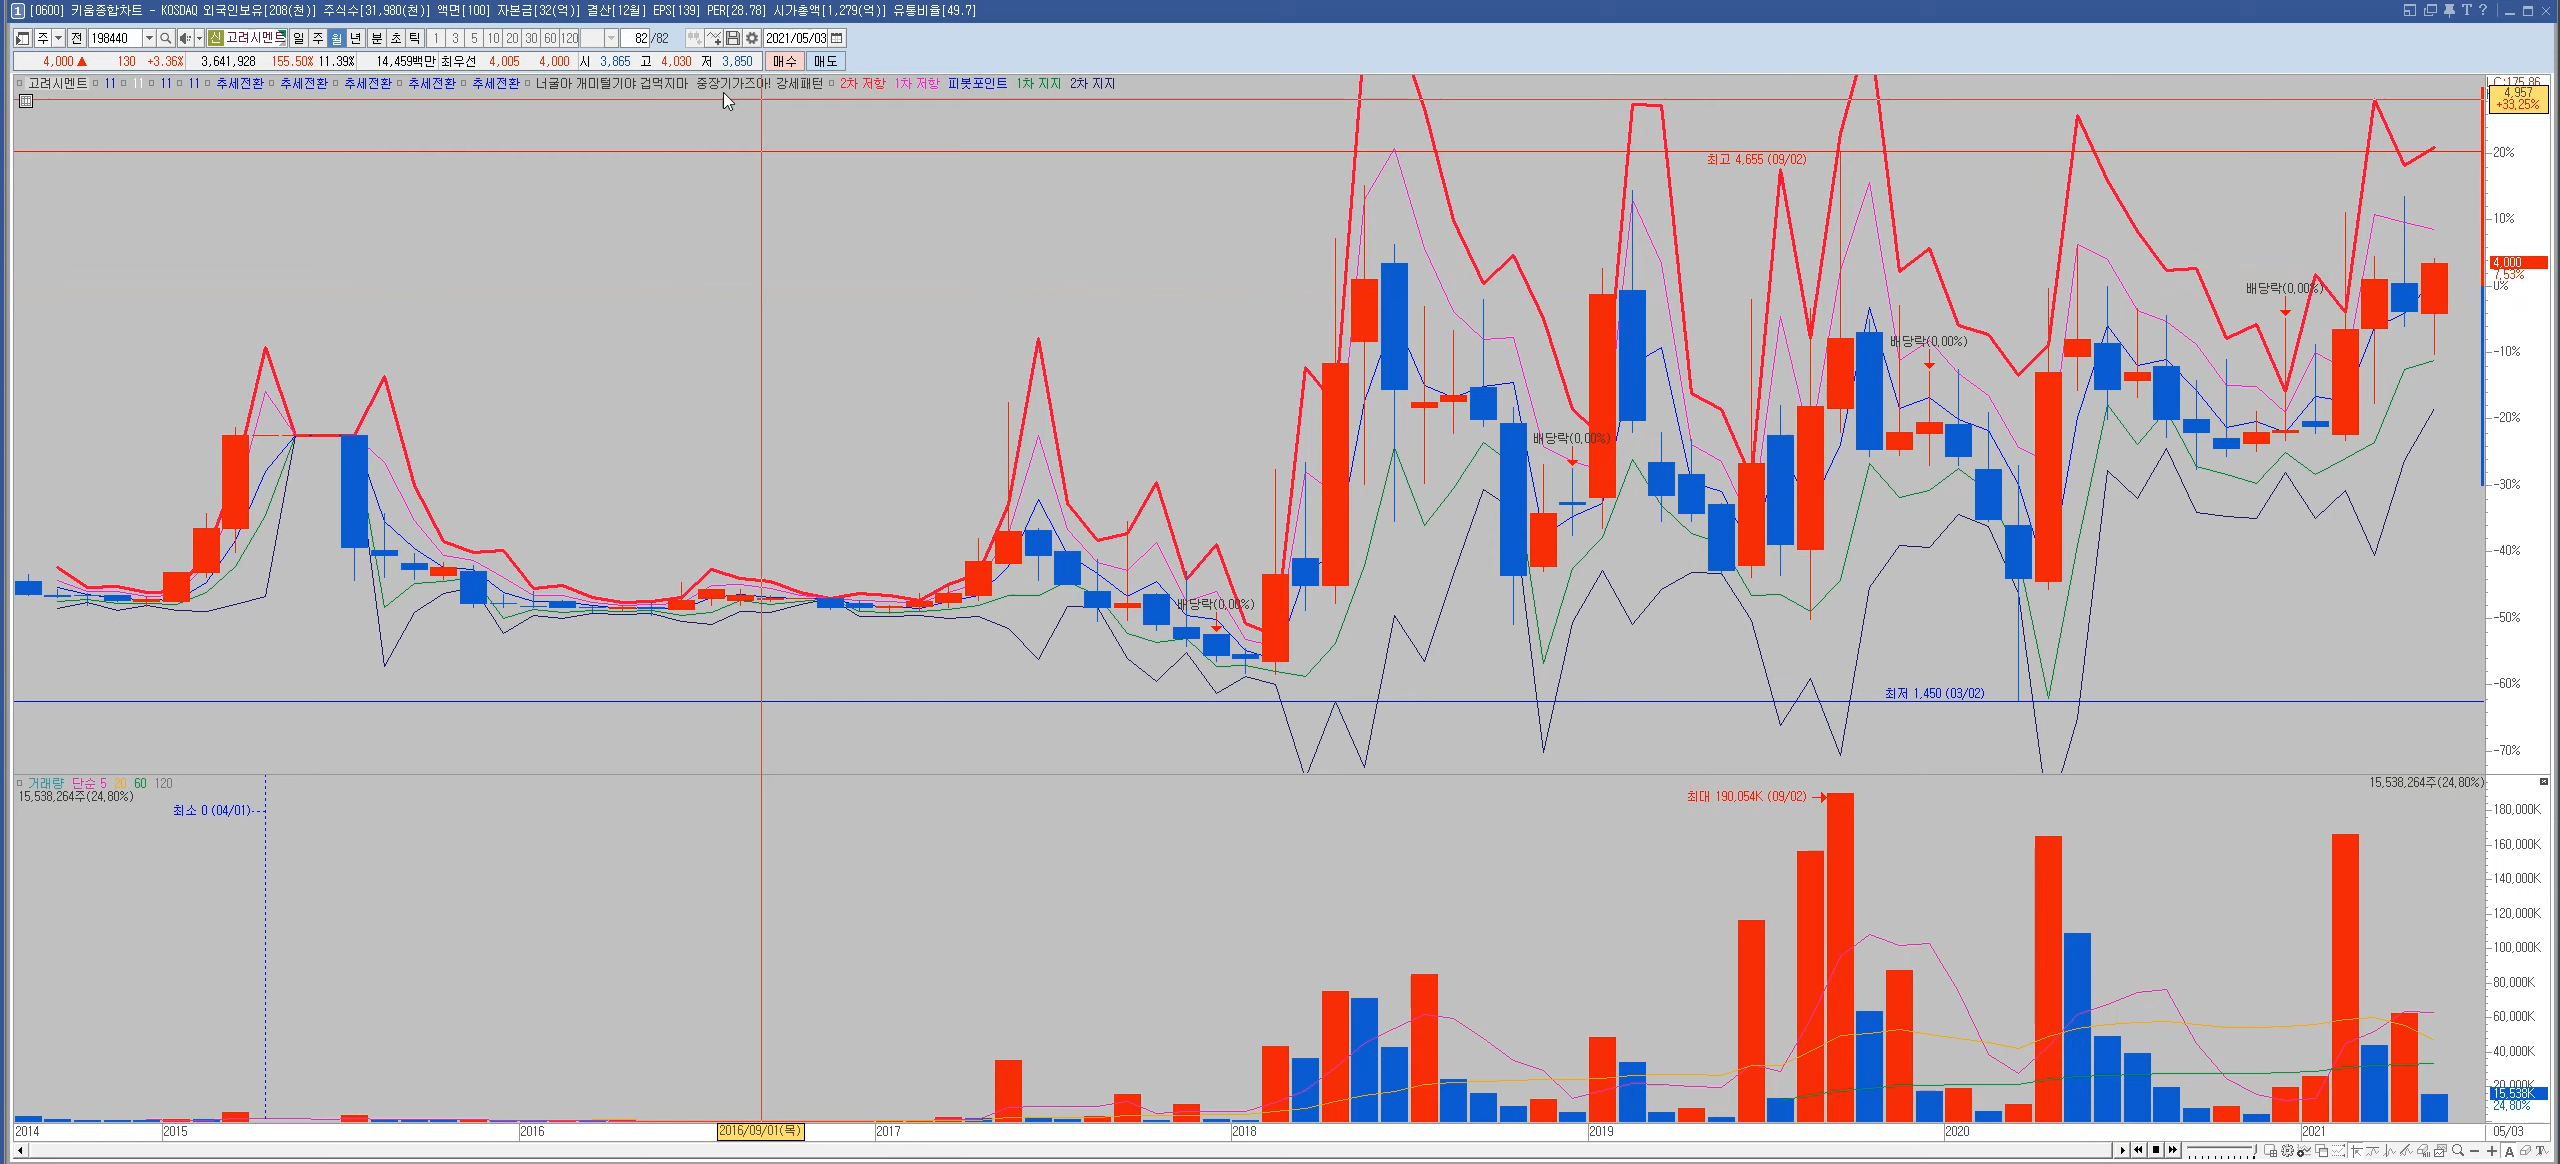 1 [0600] 키움종합차트 - KOSDAQ 외국인보유[208(천)] 주식수[31,980(천)] 액면[100] 자본금[32(억)] 결산[12월] EPS[139] PER[28.78] 시가총액[1,279(억)] 유통비율[49.7]
주 전 198440 신 고려시멘트 일 주 월 년 분 초 틱 1 3 5 10 20 30 60 120 82 /82 2021/05/03
4,000 ▲ 130 +3.36% 3,641,928 155.50% 11.39% 14,459백만 최우선 4,005 4,000 시 3,865 고 4,030 저 3,850 매수 매도
고려시멘트 11 11 11 11 추세전환 추세전환 추세전환 추세전환 추세전환 너굴아 개미털기야 겁먹지마 중장기가즈아! 강세패턴 2차 저항 1차 저항 피봇포인트 1차 지지 2차 지지
LC:175.86
4,957
+33.25%
최고 4,655 (09/02)
20%
10%
4,000
7.53%
0%
배당락(0.00%)
배당락(0.00%)
-10%
-20%
배당락(0.00%)
-30%
-40%
-50%
배당락(0.00%)
-60%
최저 1,450 (03/02)
-70%
거래량 단순 5 20 60 120
15,538,264주(24.80%)
15,538,264주(24.80%)
최소 0 (04/01)
최대 190,054K (09/02)
180,000K
160,000K
140,000K
120,000K
100,000K
80,000K
60,000K
40,000K
20,000K
15,538K
24.80%
2014 2015 2016 2016/09/01(목) 2017 2018 2019 2020 2021 05/03